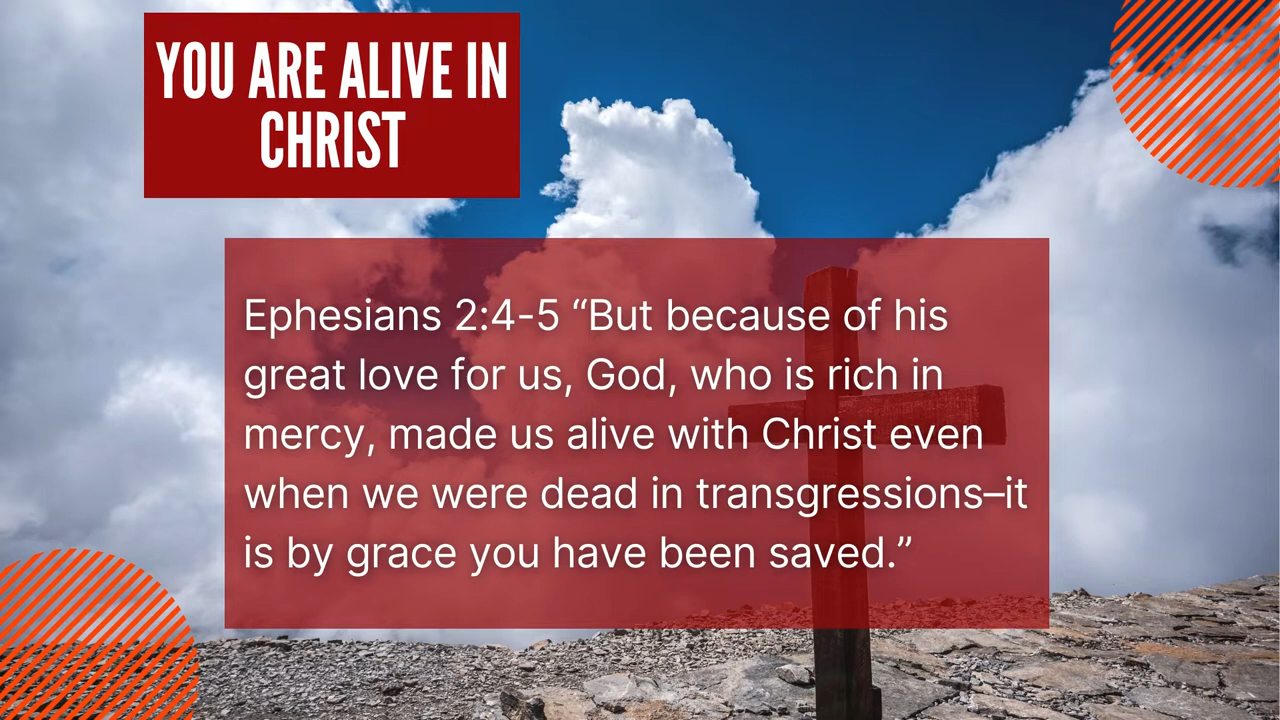 YOU ARE ALIVE IN
CHRIST
Ephesians 2:4-5 “But because of his
great love for us, God, who is rich in
mercy, made us alive with Christ even
when we were dead in transgressions–it
is by grace you have been saved.”